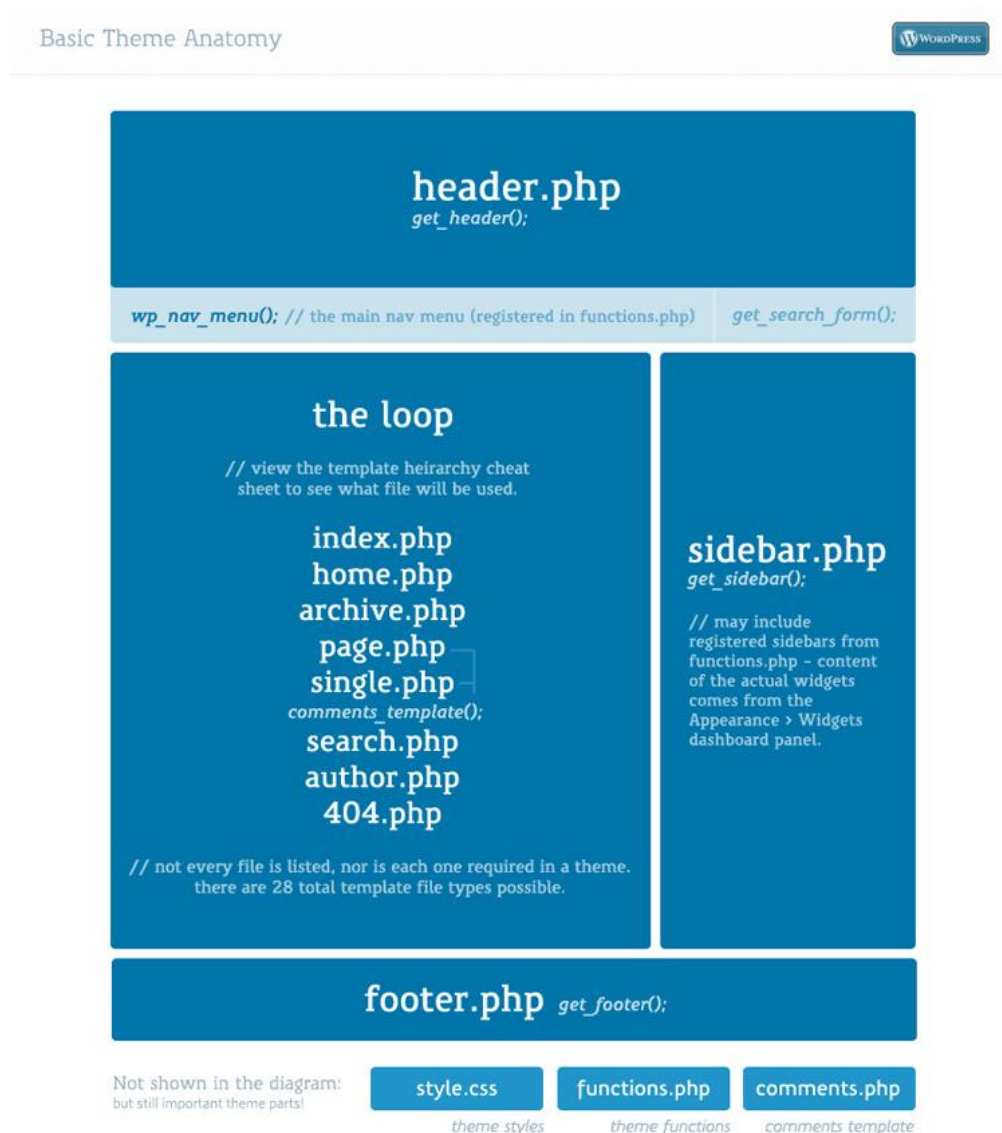 Basic Theme Anatomy
WORDPRESS
header.php
get_header();
wp_nav_menu(); // the main nav menu (registered in functions.php)
get_search_form();
the loop
// view the template heirarchy cheat
sheet to see what file will be used.
index.php
home.php
archive.php
page.php
single.php
comments_template();
search.php
author.php
404.php
// not every file is listed, nor is each one required in a theme.
there are 28 total template file types possible.
sidebar.php
get_sidebar();
// may include
registered sidebars from
functions.php - content
of the actual widgets
comes from the
Appearance > Widgets
dashboard panel.
footer.php get_footer();
Not shown in the diagram:
but still important theme parts!
style.css
theme styles
functions.php
theme functions
comments.php
comments template